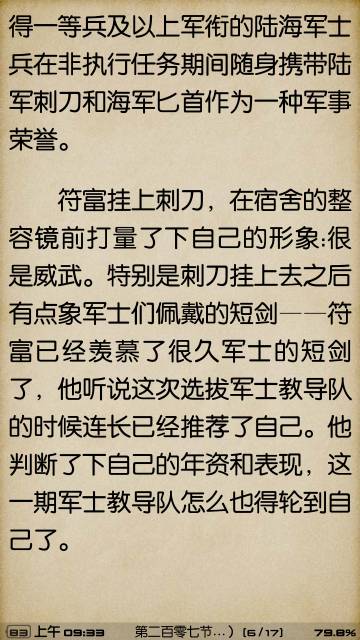 得一等兵及以上军衔的陆海军士
兵在非执行任务期间随身携带陆
军刺刀和海军匕首作为一种军事
荣誉。
符富挂上刺刀，在宿舍的整
容镜前打量了下自己的形象:很
是威武。特别是刺刀挂上去之后
有点象军士们佩戴的短剑——符
富已经羡慕了很久军士的短剑
了，他听说这次选拔军士教导队
的时候连长已经推荐了自己。他
判断了下自己的年资和表现，这
一期军士教导队怎么也得轮到自
己了。
83 上午 09:33 第二百零七节...） (6/17) 79.8%